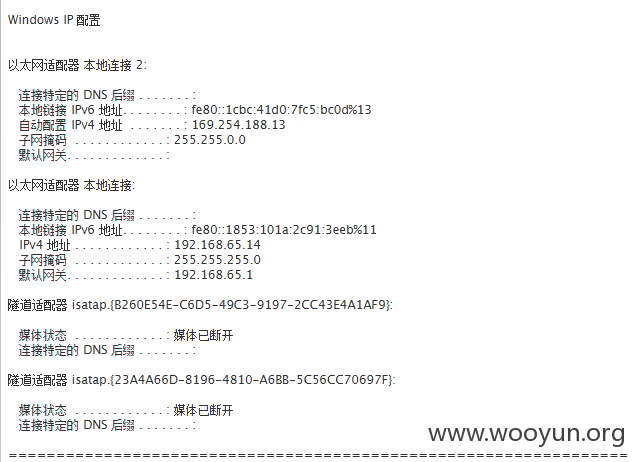 Windows IP 配置
以太网适配器 本地连接 2:
连接特定的 DNS 后缀 . . . . . . . :
本地链接 IPv6 地址. . . . . . . . : fe80::1cbc:41d0:7fc5:bc0d%13
自动配置 IPv4 地址 . . . . . . . : 169.254.188.13
子网掩码 . . . . . . . . . . . . : 255.255.0.0
默认网关. . . . . . . . . . . . . :
以太网适配器 本地连接:
连接特定的 DNS 后缀 . . . . . . . :
本地链接 IPv6 地址. . . . . . . . : fe80::1853:101a:2c91:3eeb%11
IPv4 地址 . . . . . . . . . . . . : 192.168.65.14
子网掩码 . . . . . . . . . . . . : 255.255.255.0
默认网关. . . . . . . . . . . . . : 192.168.65.1
隧道适配器 isatap.{B260E54E-C6D5-49C3-9197-2CC43E4A1AF9}:
媒体状态 . . . . . . . . . . . . : 媒体已断开
连接特定的 DNS 后缀 . . . . . . . :
隧道适配器 isatap.{23A4A66D-8196-4810-A6BB-5C56CC70697F}:
媒体状态 . . . . . . . . . . . . : 媒体已断开
连接特定的 DNS 后缀 . . . . . . . :
www.wooyun.org
=================================================================